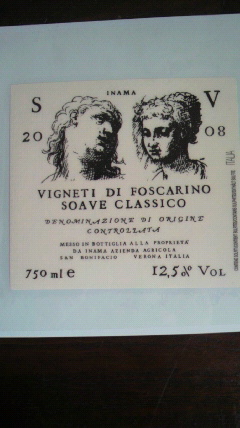 INAMA
S V
20 08
VIGNETI DI FOSCARINO
SOAVE CLASSICO
DENOMINAZIONE DI ORIGINE
CONTROLLATA
MESSO IN BOTTIGLIA ALLA PROPRIETÀ
DA INAMA AZIENDA AGRICOLA
SAN BONIFACIO VERONA ITALIA
750 ml e 12,5% VOL
ITALIA